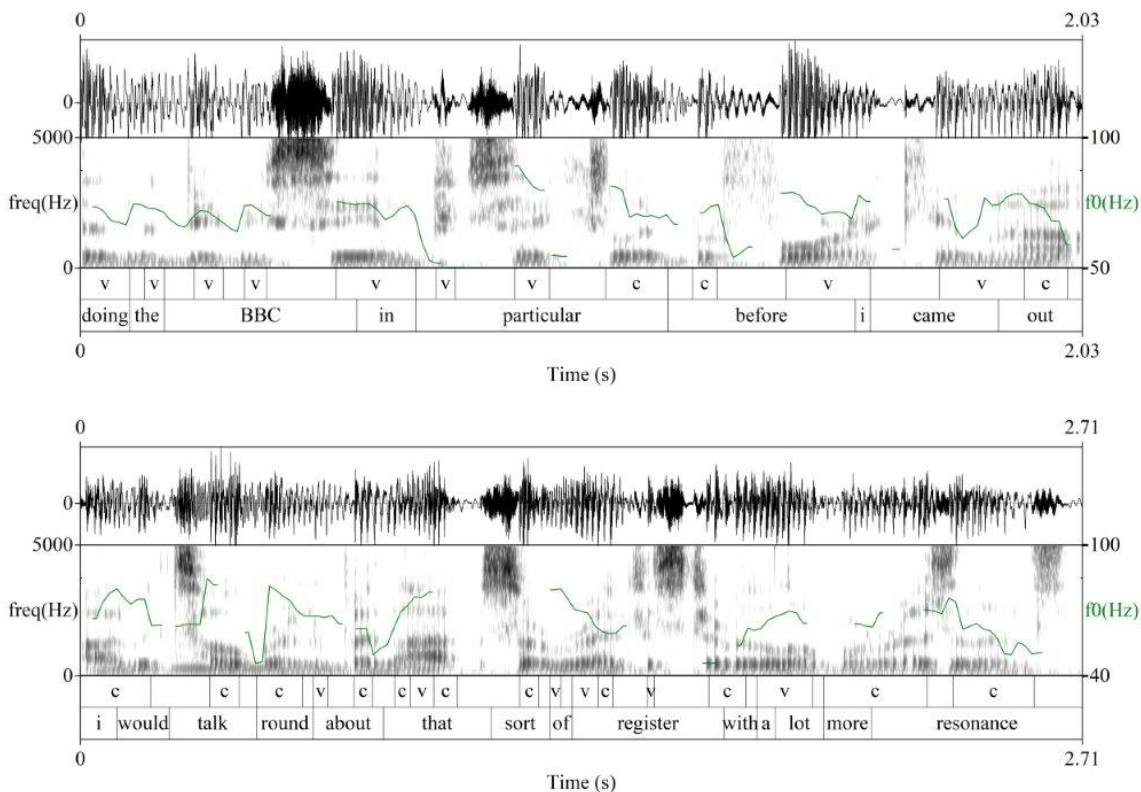 0 2.03
0
5000 100
freq(Hz) f0(Hz)
0 50
v v v v v v v c c v v c
doing the BBC in particular before i came out
0 2.03
Time (s)
0 2.71
0
5000 100
freq(Hz) f0(Hz)
0 40
c c c v c c v c c v v c v c v c c
i would talk round about that sort of register with a lot more resonance
0 2.71
Time (s)